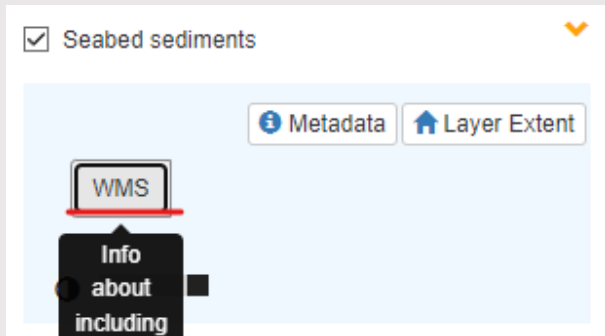 Seabed sediments
Metadata Layer Extent
WMS
Info
about
including